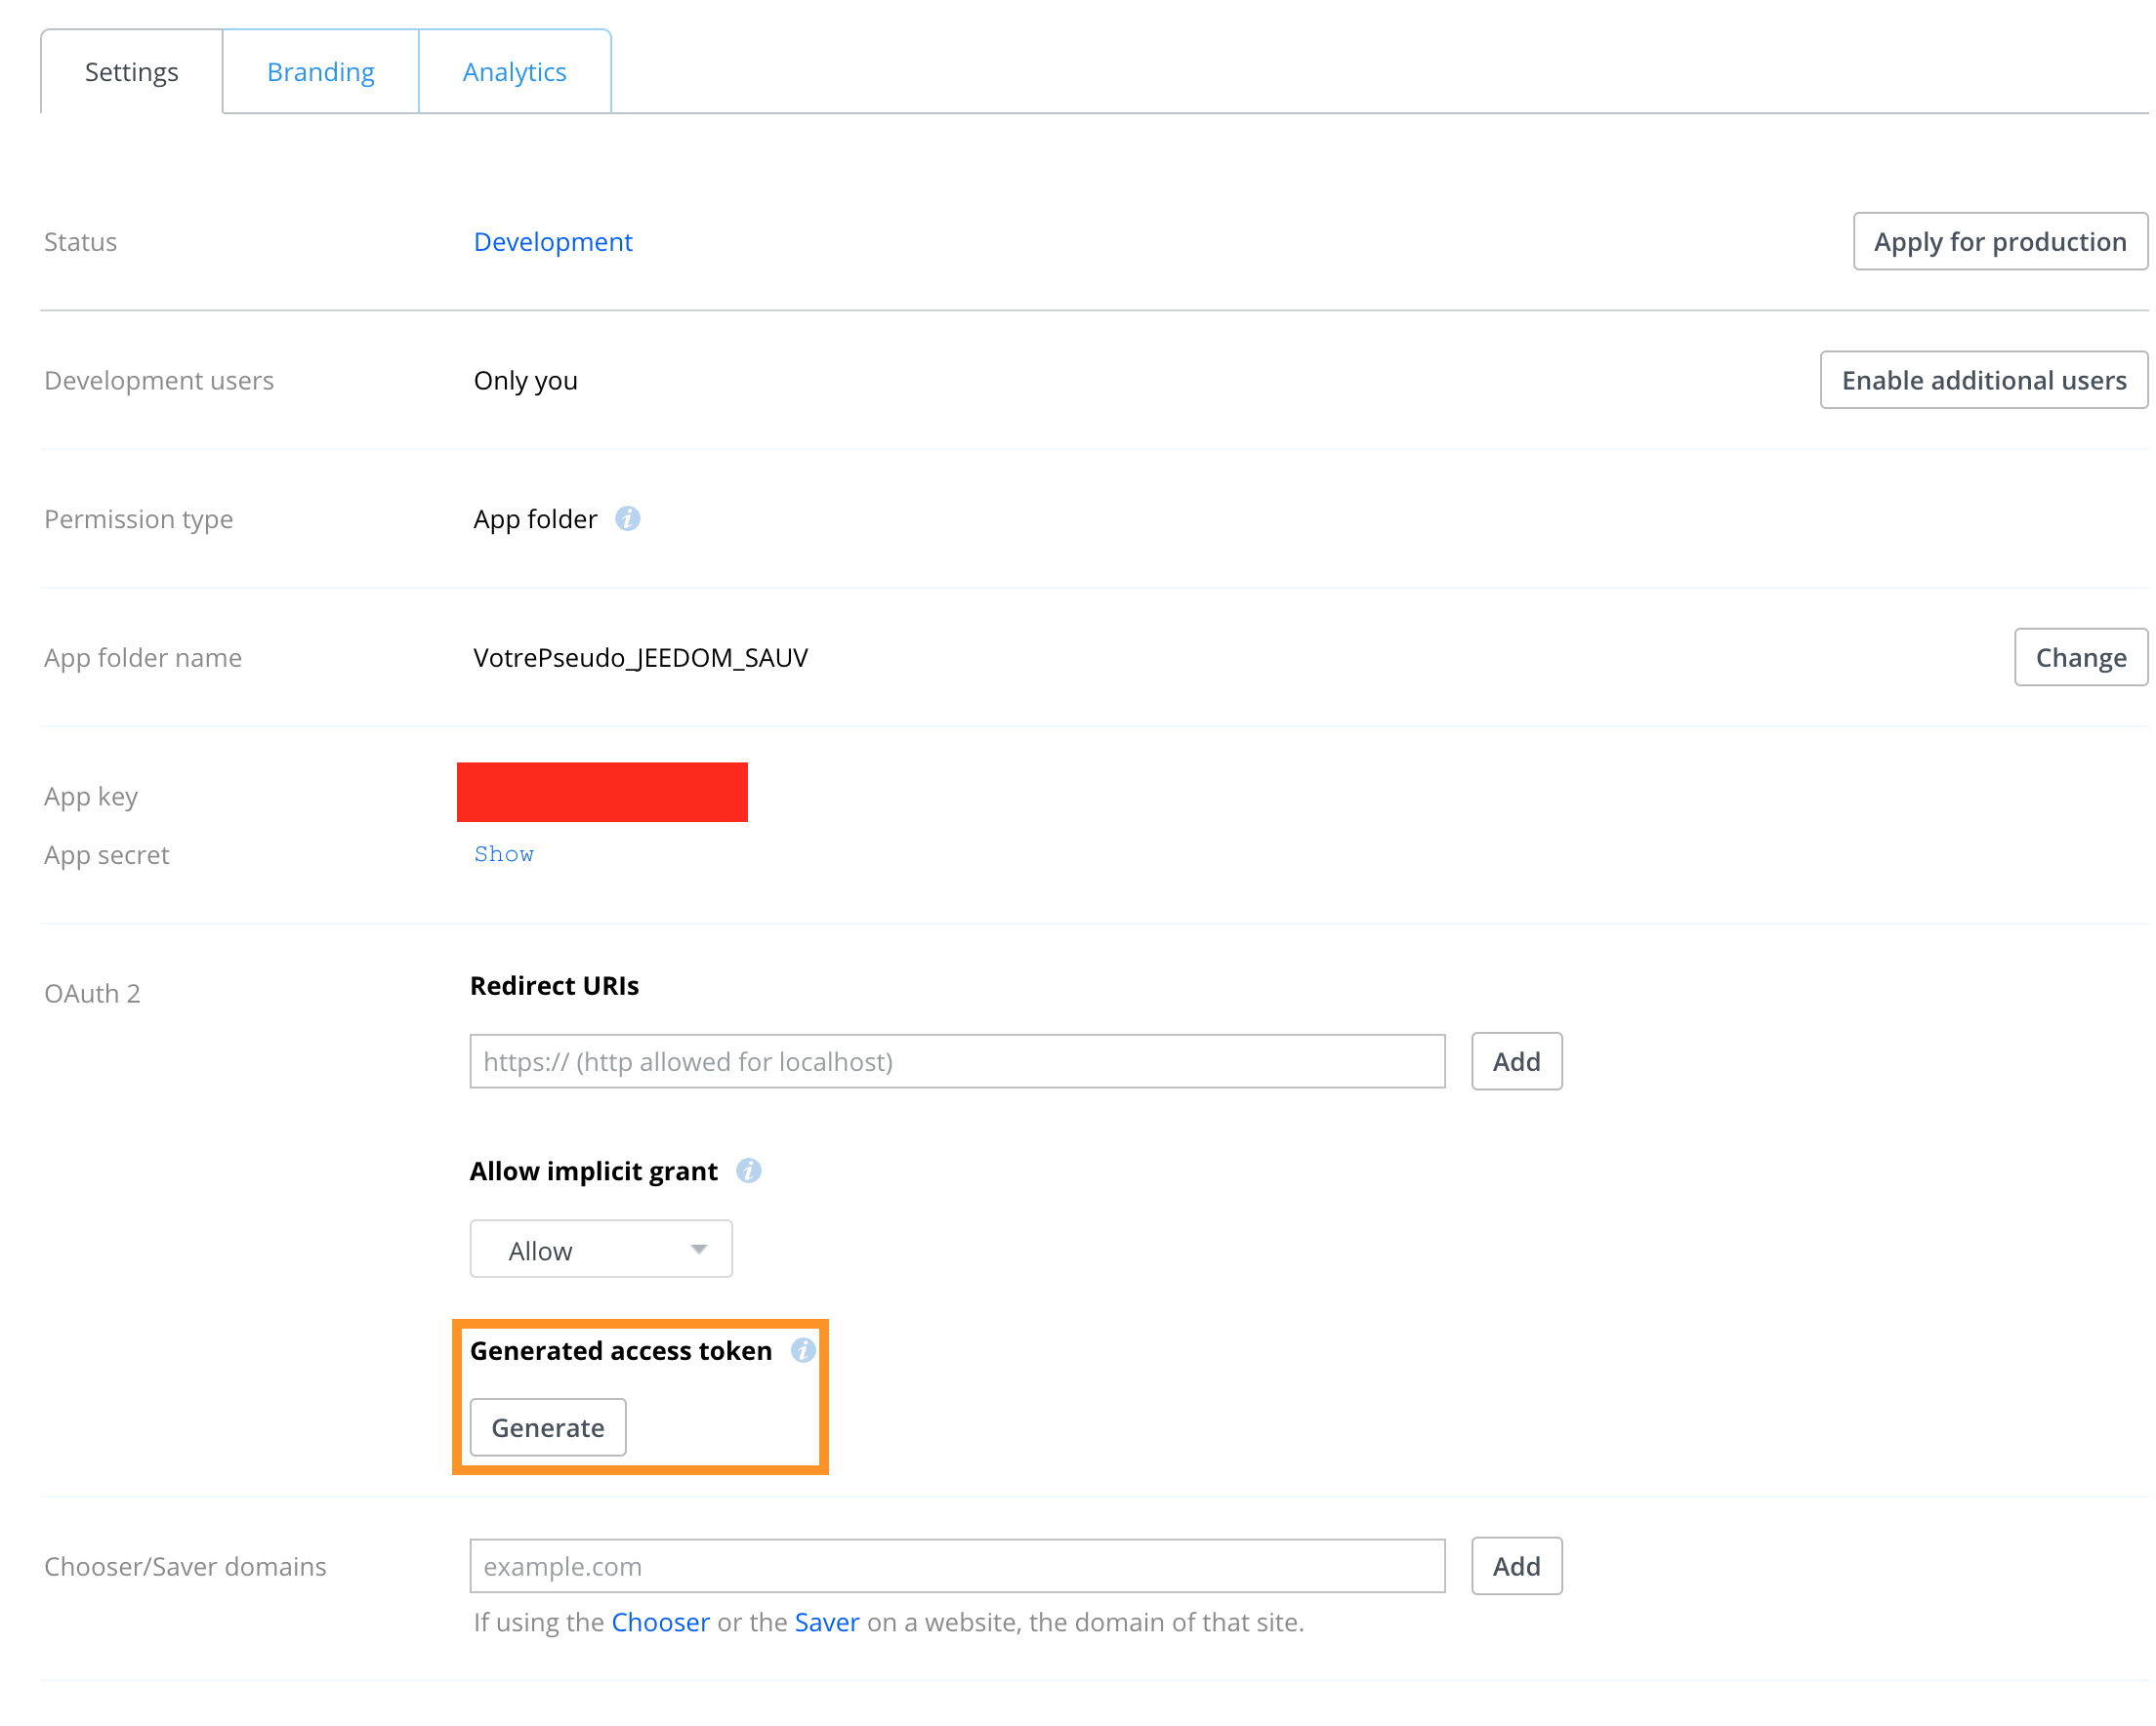 Settings Branding Analytics
Status Development Apply for production
Development users Only you Enable additional users
Permission type App folder i
App folder name VotrePseudo_JEEDOM_SAUV Change
App key
App secret Show
OAuth 2 Redirect URIs
https:// (http allowed for localhost) Add
Allow implicit grant i
Allow
Generated access token i
Generate
Chooser/Saver domains example.com Add
If using the Chooser or the Saver on a website, the domain of that site.